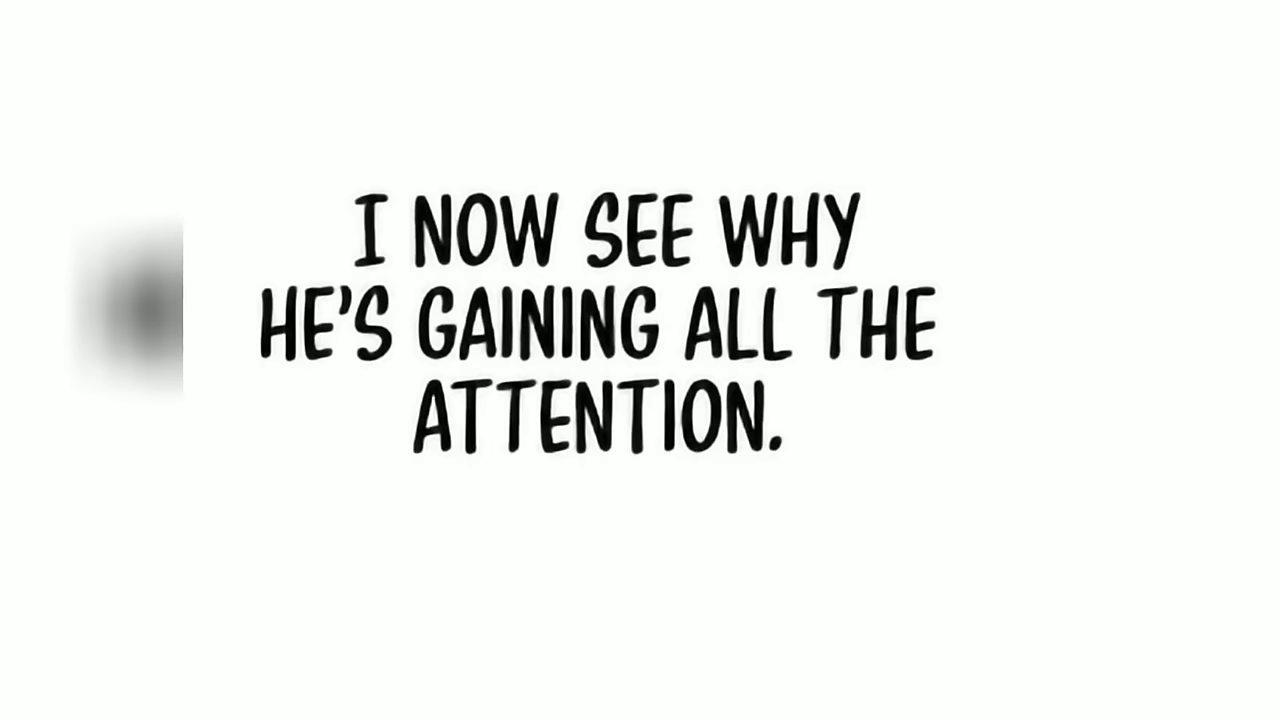 I NOW SEE WHY
HE'S GAINING ALL THE
ATTENTION.